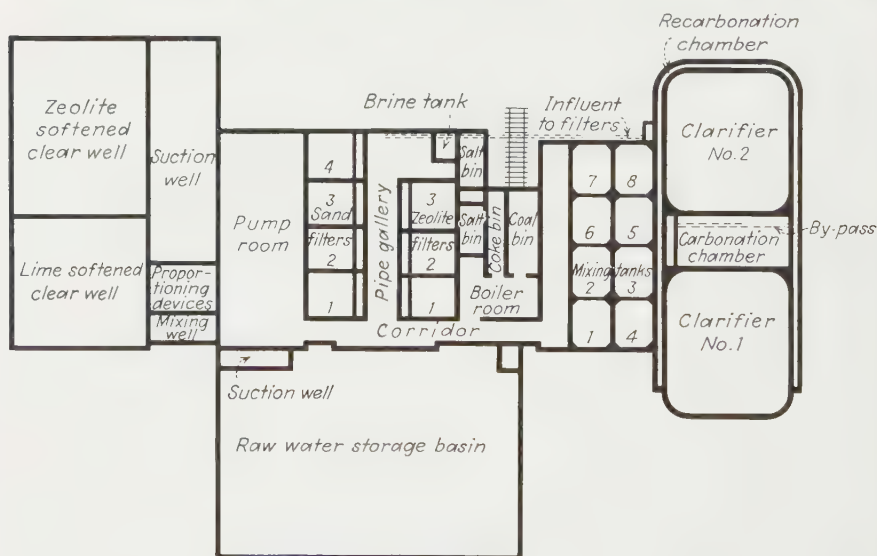 Recarbonation
chamber
Brine tank
Influent
to filters
Zeolite
softened
clear well
Suction
well
Clarifier
No.2
4
Salt
bin
7 8
3
Sand
3
Zeolite
Pump
room
Pipe gallery
Salt
bin
Coke bin
Coal
bin
6 5
By-pass
filters
2
filters
2
Carbonation
chamber
Lime softened
clear well
Propor-
tioning
devices
Mixing tanks
2 3
Boiler
room
1
1
Mixing
well
Corridor
1 4
Clarifier
No.1
Suction well
Raw water storage basin